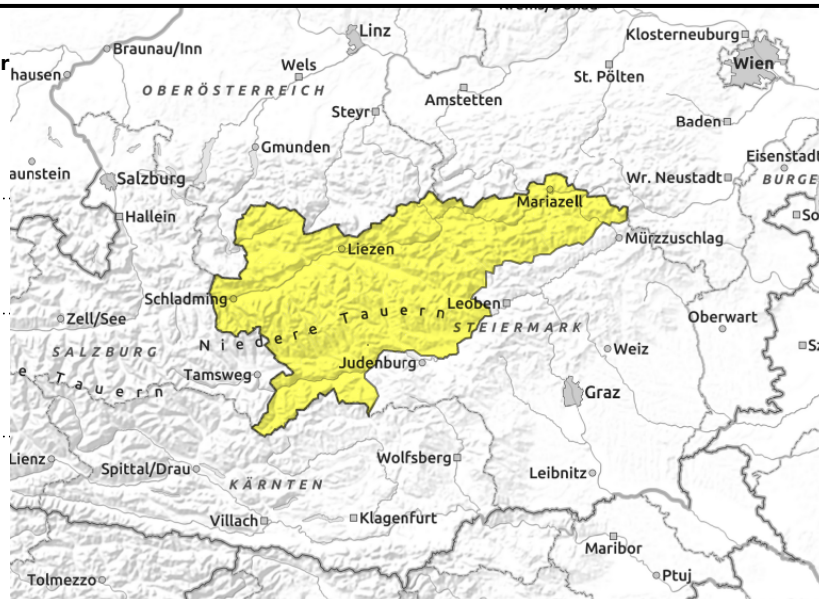 Linz
Klosterneuburg
Braunau/Inn
r
Wien
hausen
Wels
St. Pölten
OBERÖSTERREICH
Amstetten
Steyr
Baden
Gmunden
Eisenstadt
aunstein
Salzburg
Wr. Neustadt
BURGE
Mariazell
Hallein
So
Mürzzuschlag
Liezen
Schladming
Leoben
Zell/See
Niedere Tauern
STEIERMARK
Oberwart
SALZBURG
Weiz
Sz
Judenburg
e Tauern
Tamsweg
Graz
Lienz
Spittal/Drau
Wolfsberg
Leibnitz
KÄRNTEN
Villach
Klagenfurt
Maribor
Tolmezzo
Ptuj